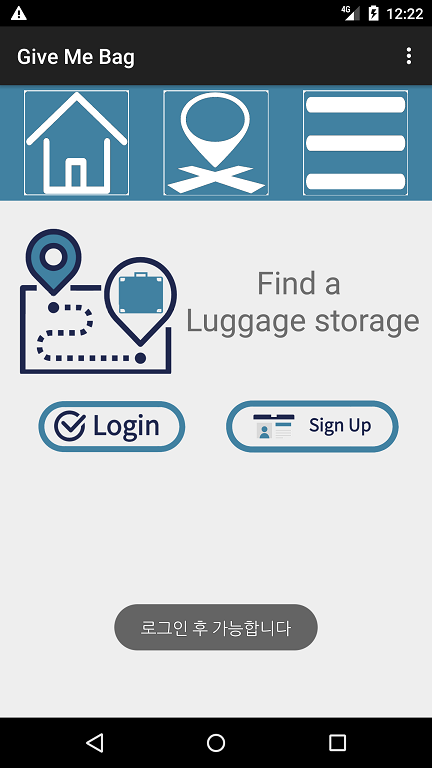 4G
12:22
Give Me Bag
Find a
Luggage storage
Login
Sign Up
로그인 후 가능합니다